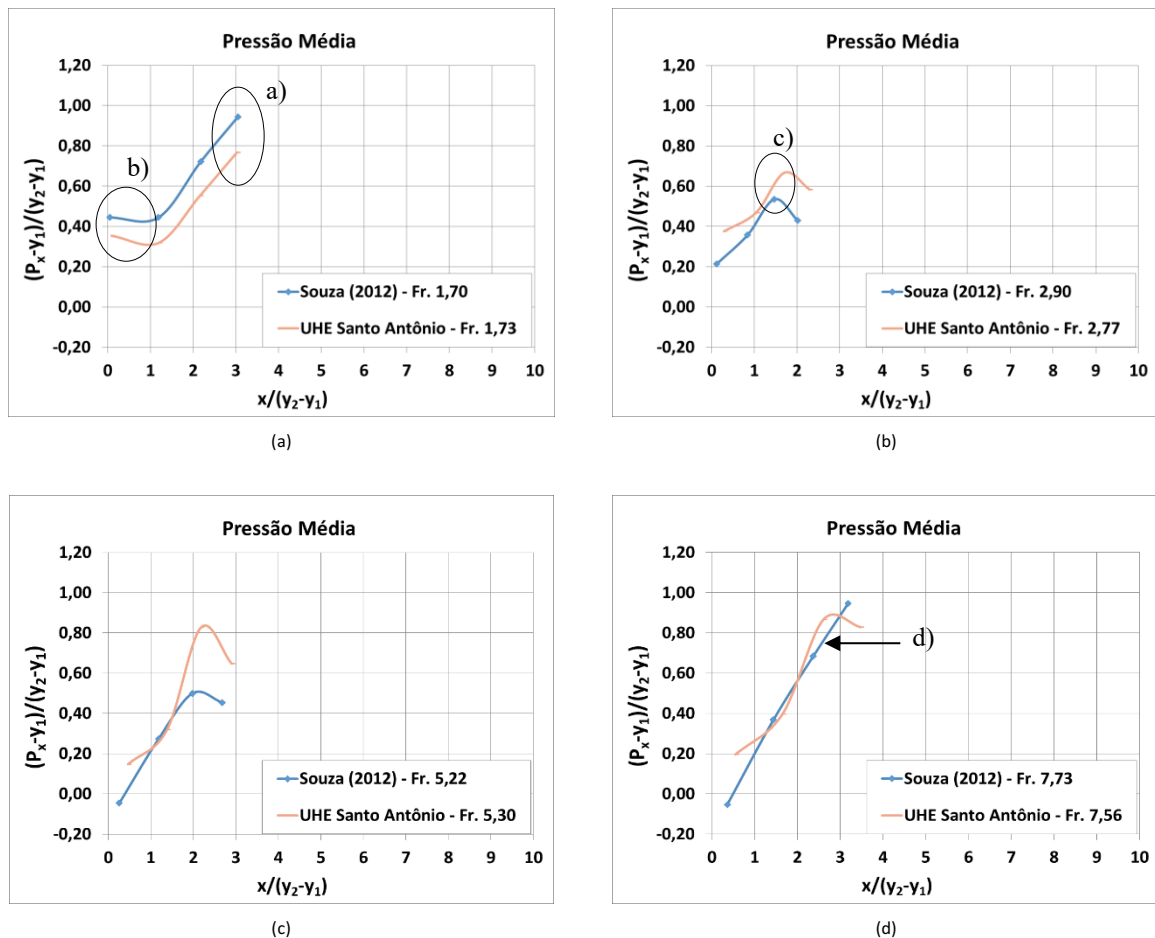 Pressão Média
1,20
1,00
0,80
0,60
0,40
0,20
0,00
-0,20
(Pₓ-y₁)/(y₂-y₁)
a)
b)
Souza (2012) - Fr. 1,70
UHE Santo Antônio - Fr. 1,73
0 1 2 3 4 5 6 7 8 9 10
x/(y₂-y₁)
(a)
Pressão Média
1,20
1,00
0,80
0,60
0,40
0,20
0,00
-0,20
(Pₓ-y₁)/(y₂-y₁)
c)
Souza (2012) - Fr. 2,90
UHE Santo Antônio - Fr. 2,77
0 1 2 3 4 5 6 7 8 9 10
x/(y₂-y₁)
(b)
Pressão Média
1,20
1,00
0,80
0,60
0,40
0,20
0,00
-0,20
(Pₓ-y₁)/(y₂-y₁)
Souza (2012) - Fr. 5,22
UHE Santo Antônio - Fr. 5,30
0 1 2 3 4 5 6 7 8 9 10
x/(y₂-y₁)
(c)
Pressão Média
1,20
1,00
0,80
0,60
0,40
0,20
0,00
-0,20
(Pₓ-y₁)/(y₂-y₁)
d)
Souza (2012) - Fr. 7,73
UHE Santo Antônio - Fr. 7,56
0 1 2 3 4 5 6 7 8 9 10
x/(y₂-y₁)
(d)